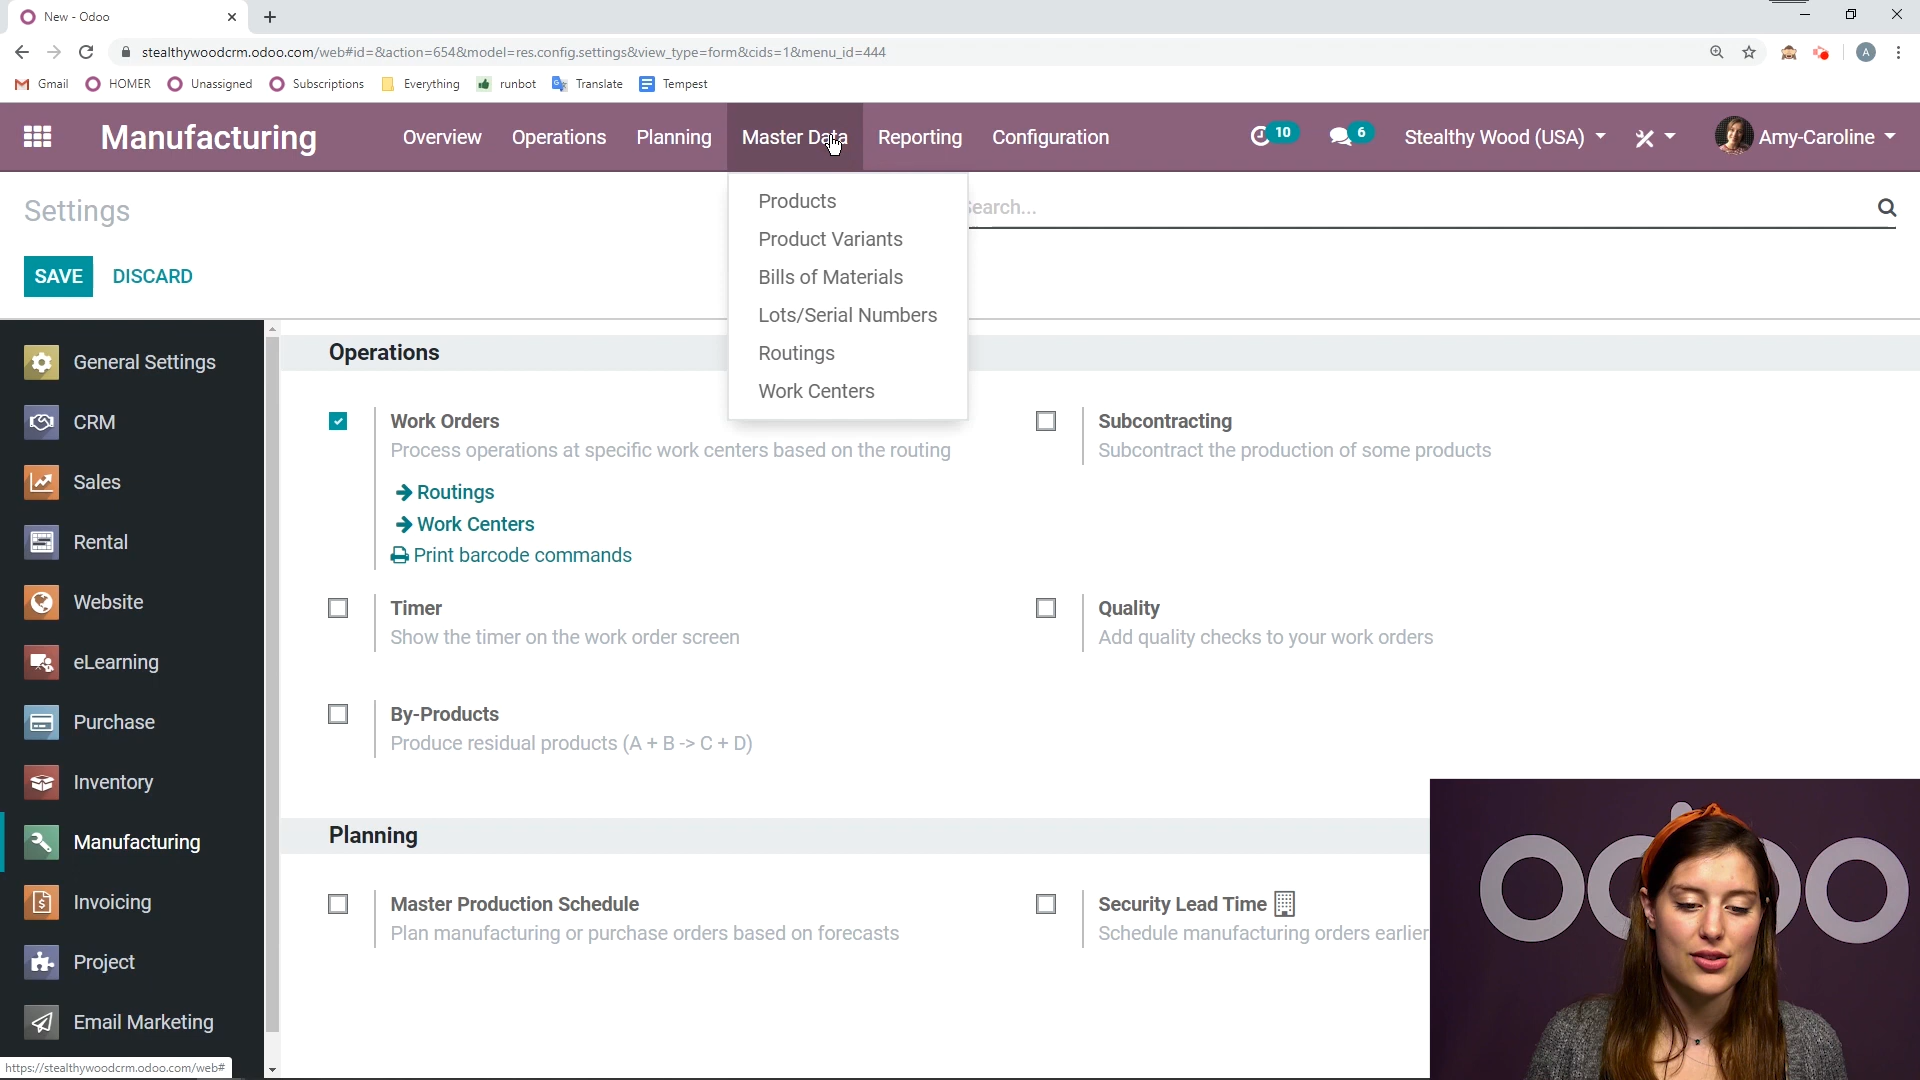 New - Odoo
stealthywoodcrm.odoo.com/web#id=&action=654&model=res.config.settings&view_type=form&cids=1&menu_id=444
A
Gmail HOMER Unassigned Subscriptions Everything runbot Translate Tempest
Manufacturing Overview Operations Planning Master Data Reporting Configuration 10 6 Stealthy Wood (USA) Amy-Caroline
Settings
Search...
SAVE DISCARD
Products
Product Variants
Bills of Materials
Lots/Serial Numbers
Routings
Work Centers
General Settings
CRM
Sales
Rental
Website
eLearning
Purchase
Inventory
Manufacturing
Invoicing
Project
Email Marketing
Operations
Work Orders
Process operations at specific work centers based on the routing
Routings
Work Centers
Print barcode commands
Subcontracting
Subcontract the production of some products
Timer
Show the timer on the work order screen
Quality
Add quality checks to your work orders
By-Products
Produce residual products (A + B -> C + D)
Planning
Master Production Schedule
Plan manufacturing or purchase orders based on forecasts
Security Lead Time
Schedule manufacturing orders earlier
odoo
https://stealthywoodcrm.odoo.com/web#